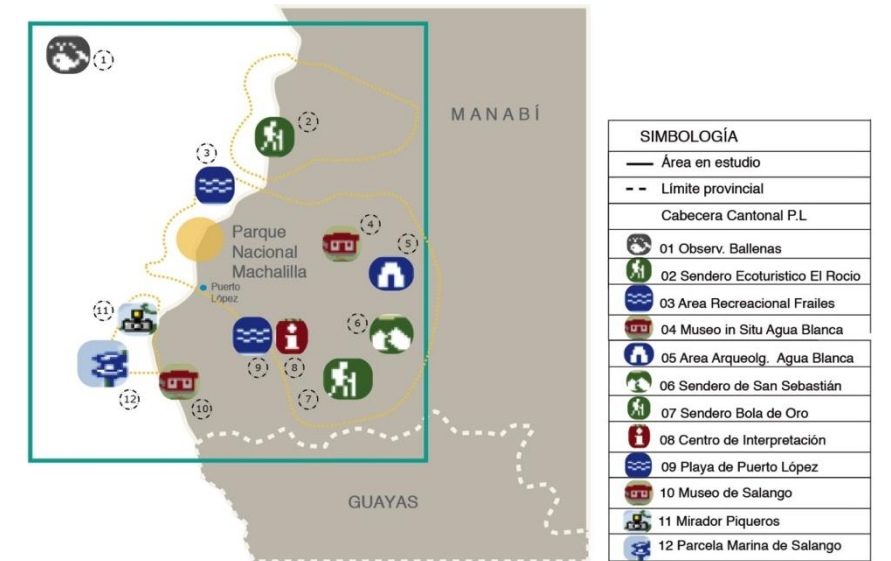 1
2
MANABÍ
3
4
Parque
Nacional
Machalilla
5
Puerto
López
11
6
12
9
8
7
10
GUAYAS
SIMBOLOGÍA
Área en estudio
Límite provincial
Cabecera Cantonal P.L
01 Observ. Ballenas
02 Sendero Ecoturistico El Rocio
03 Area Recreacional Frailes
04 Museo in Situ Agua Blanca
05 Area Arqueolg. Agua Blanca
06 Sendero de San Sebastián
07 Sendero Bola de Oro
08 Centro de Interpretación
09 Playa de Puerto López
10 Museo de Salango
11 Mirador Piqueros
12 Parcela Marina de Salango